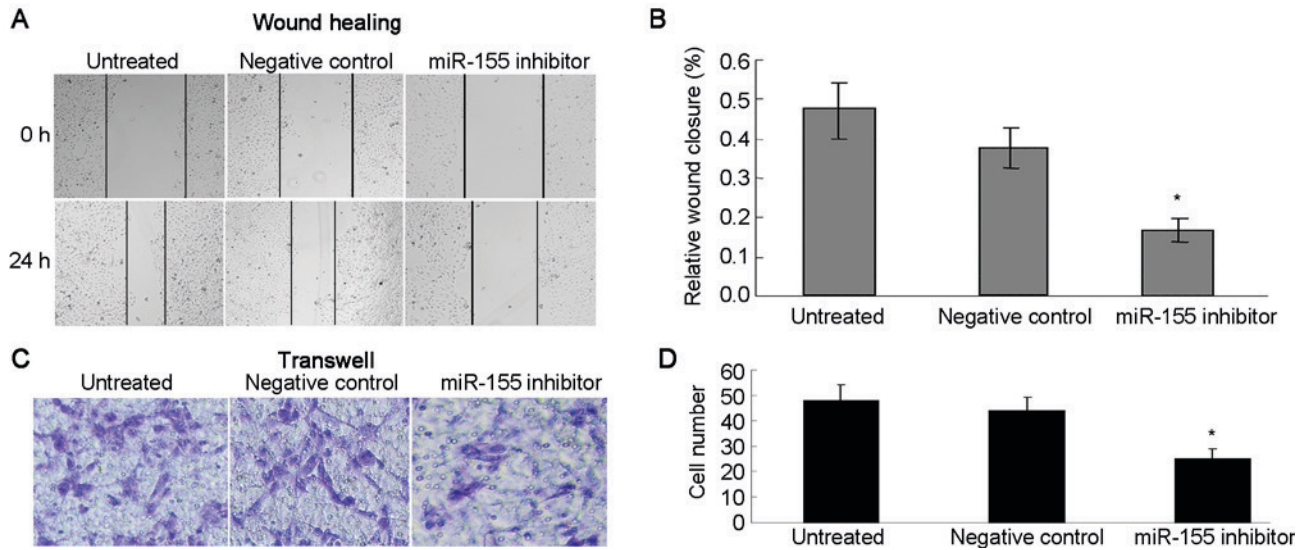 A
Wound healing
Untreated
Negative control
miR-155 inhibitor
0 h
24 h
B
Relative wound closure (%)
0.6
0.5
0.4
0.3
0.2
0.1
0.0
*
Untreated
Negative control
miR-155 inhibitor
C
Transwell
Untreated
Negative control
miR-155 inhibitor
D
Cell number
60
50
40
30
20
10
0
*
Untreated
Negative control
miR-155 inhibitor